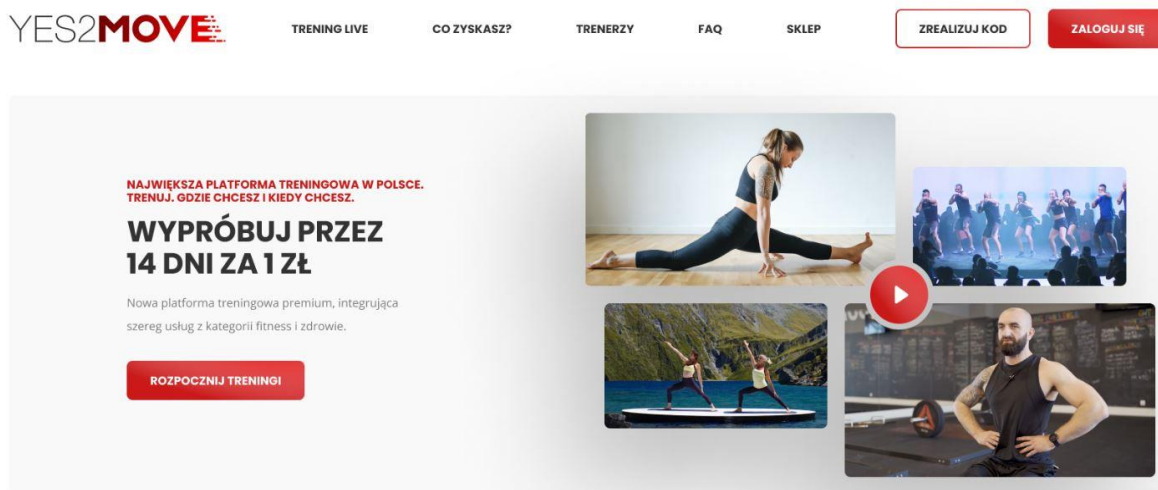 YES2MOVE
TRENING LIVE
CO ZYSKASZ?
TRENERZY
FAQ
SKLEP
ZREALIZUJ KOD
ZALOGUJ SIĘ
NAJWIĘKSZA PLATFORMA TRENINGOWA W POLSCE.
TRENUJ. GDZIE CHCESZ I KIEDY CHCESZ.
WYPRÓBUJ PRZEZ
14 DNI ZA 1 ZŁ
Nowa platforma treningowa premium, integrująca
szereg usług z kategorii fitness i zdrowie.
ROZPOCZNIJ TRENINGI